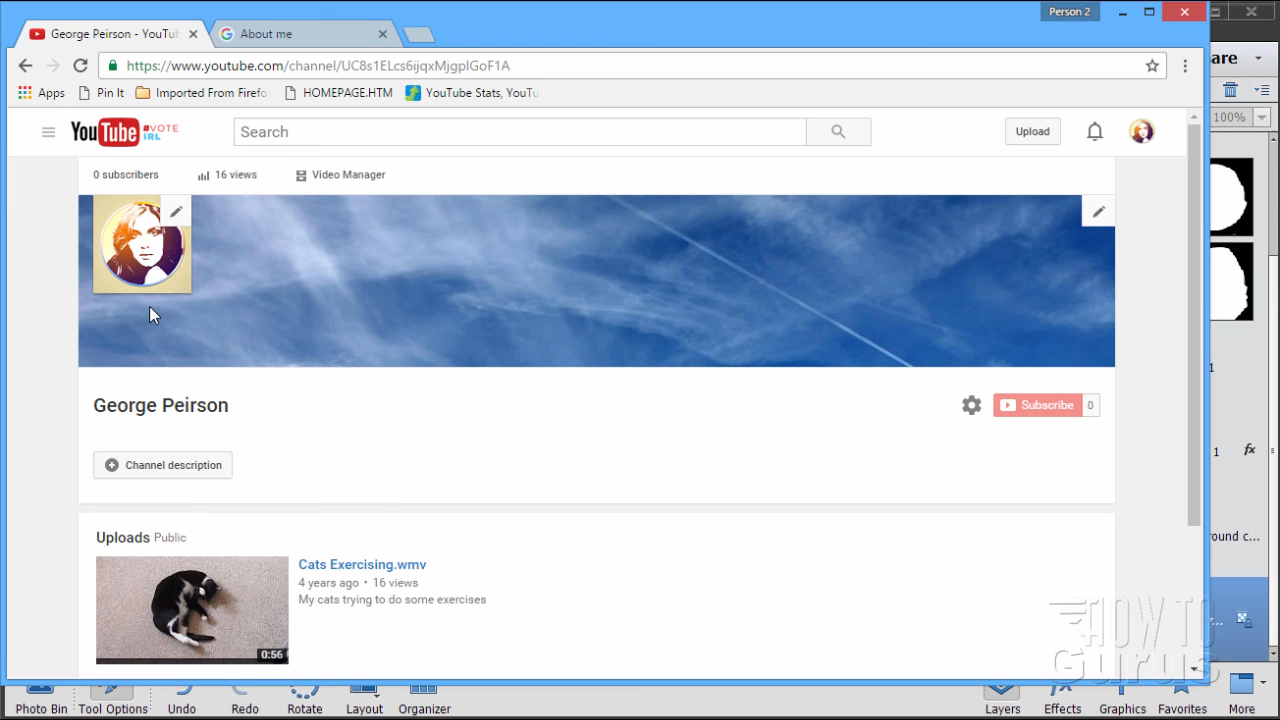 Person 2
George Peirson - YouTub
About me
https://www.youtube.com/channel/UC8s1ELcs6ijqxMjgplGoF1A
Apps
Pin It
Imported From Firefo
HOMEPAGE.HTM
YouTube Stats, YouTu
are
100%
YouTube #VOTE IRL
Search
Upload
0 subscribers
16 views
Video Manager
George Peirson
Subscribe 0
Channel description
Uploads Public
Cats Exercising.wmv
4 years ago • 16 views
My cats trying to do some exercises
0:56
1
1 fx
ound c...
HOW TO
Gurus
Photo Bin
Tool Options
Undo
Redo
Rotate
Layout
Organizer
Layers
Effects
Graphics
Favorites
More